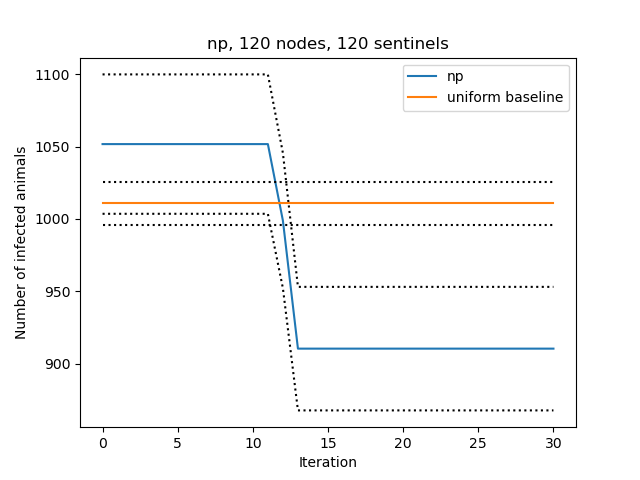 np, 120 nodes, 120 sentinels
np
uniform baseline
Number of infected animals
1100
1050
1000
950
900
0 5 10 15 20 25 30
Iteration